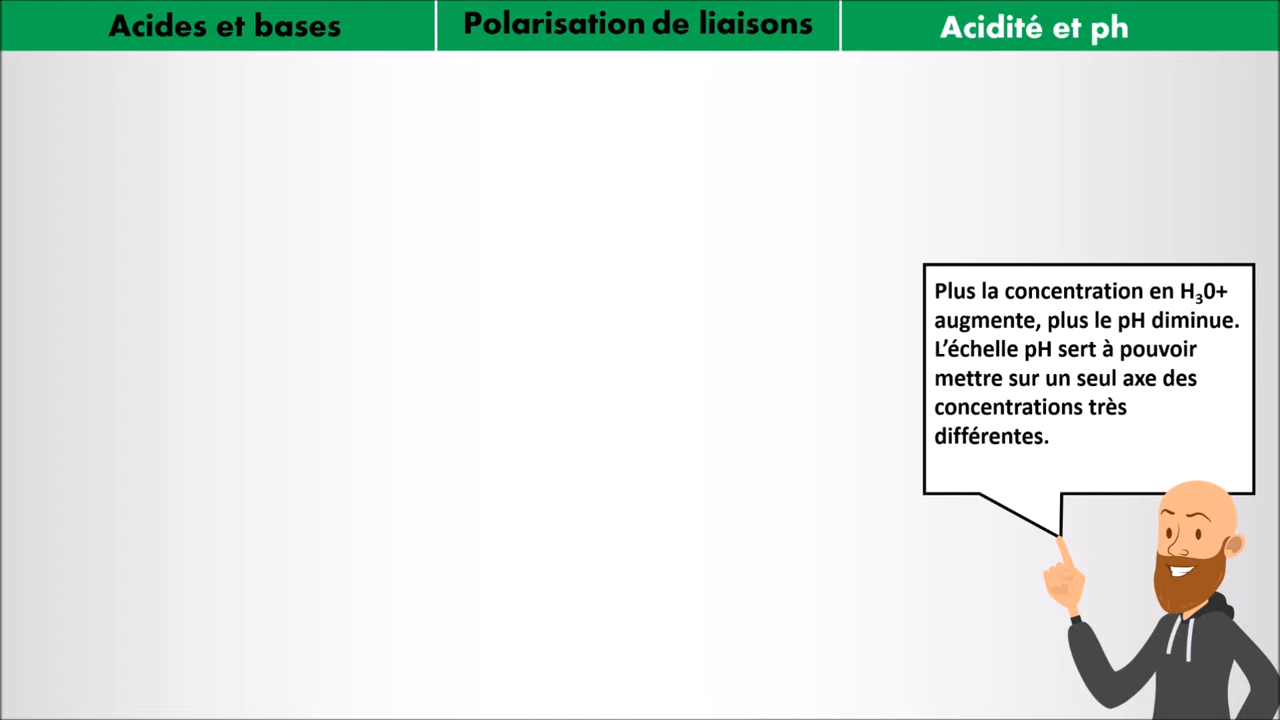 Acides et bases
Polarisation de liaisons
Acidité et ph
Plus la concentration en H₃0+
augmente, plus le pH diminue.
L’échelle pH sert à pouvoir
mettre sur un seul axe des
concentrations très
différentes.